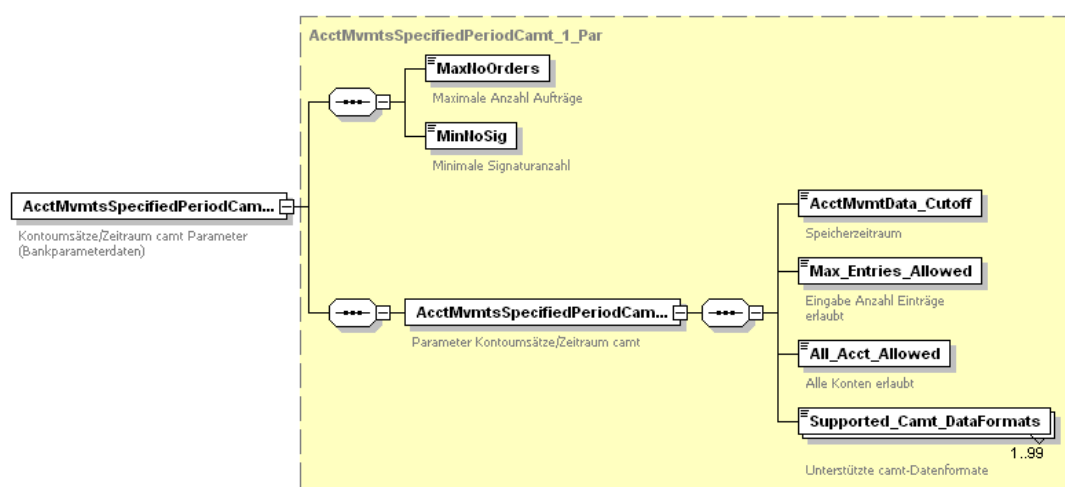 AcctMvmtsSpecifiedPeriodCamt_1_Par
MaxNoOrders
Maximale Anzahl Aufträge
MinNoSig
Minimale Signaturanzahl
AcctMvmtsSpecifiedPeriodCam...
Kontoumsätze/Zeitraum camt Parameter
(Bankparameterdaten)
AcctMvmtData_Cutoff
Speicherzeitraum
Max_Entries_Allowed
Eingabe Anzahl Einträge
erlaubt
AcctMvmtsSpecifiedPeriodCam...
Parameter Kontoumsätze/Zeitraum camt
All_Acct_Allowed
Alle Konten erlaubt
Supported_Camt_DataFormats
1..99
Unterstützte camt-Datenformate